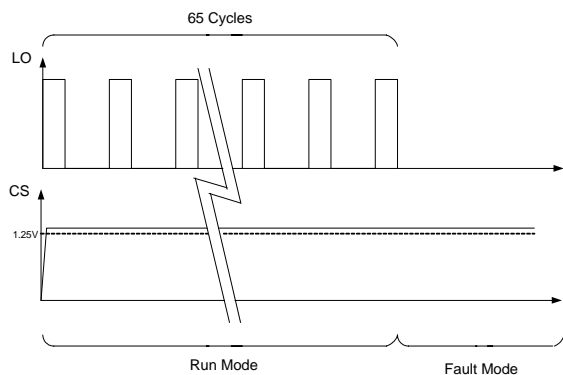 65 Cycles
LO
CS
1.25V
Run Mode
Fault Mode